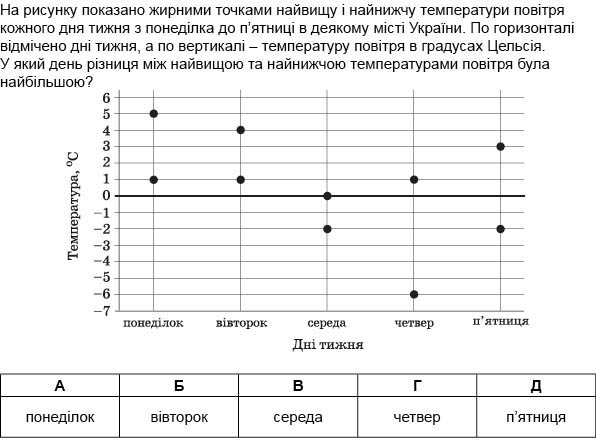 На рисунку показано жирними точками найвищу і найнижчу температури повітря
кожного дня тижня з понеділка до п’ятниці в деякому місті України. По горизонталі
відмічено дні тижня, а по вертикалі – температуру повітря в градусах Цельсія.
У який день різниця між найвищою та найнижчою температурами повітря була
найбільшою?
Температура, °С
6
5
4
3
2
1
0
−1
−2
−3
−4
−5
−6
−7
понеділок вівторок середа четвер п’ятниця
Дні тижня
А Б В Г Д
понеділок вівторок середа четвер п’ятниця